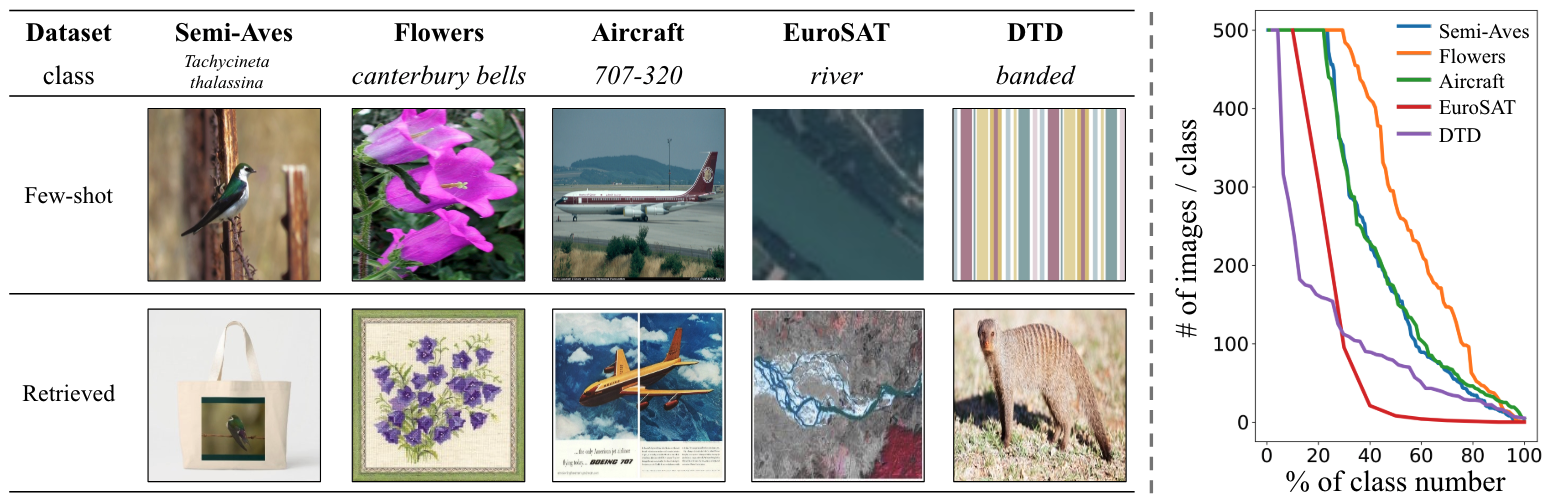 Dataset Semi-Aves Flowers Aircraft EuroSAT DTD
class Tachycineta thalassina canterbury bells 707-320 river banded
Few-shot
Retrieved
...the only American jet airliner
flying today... BOEING 707
# of images / class
500
400
300
200
100
0
0 20 40 60 80 100
% of class number
Semi-Aves
Flowers
Aircraft
EuroSAT
DTD